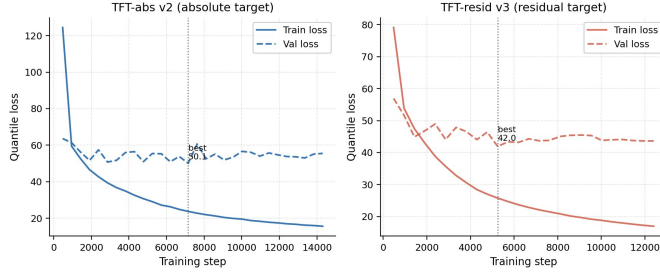 TFT-abs v2 (absolute target)
Quantile loss
120
100
80
60
40
20
Train loss
Val loss
best
0 2000 4000 6000 8000 10000 12000 14000
Training step
TFT-resid v3 (residual target)
Quantile loss
80
70
60
50
40
30
20
Train loss
Val loss
best
42.0
0 2000 4000 6000 8000 10000 12000
Training step